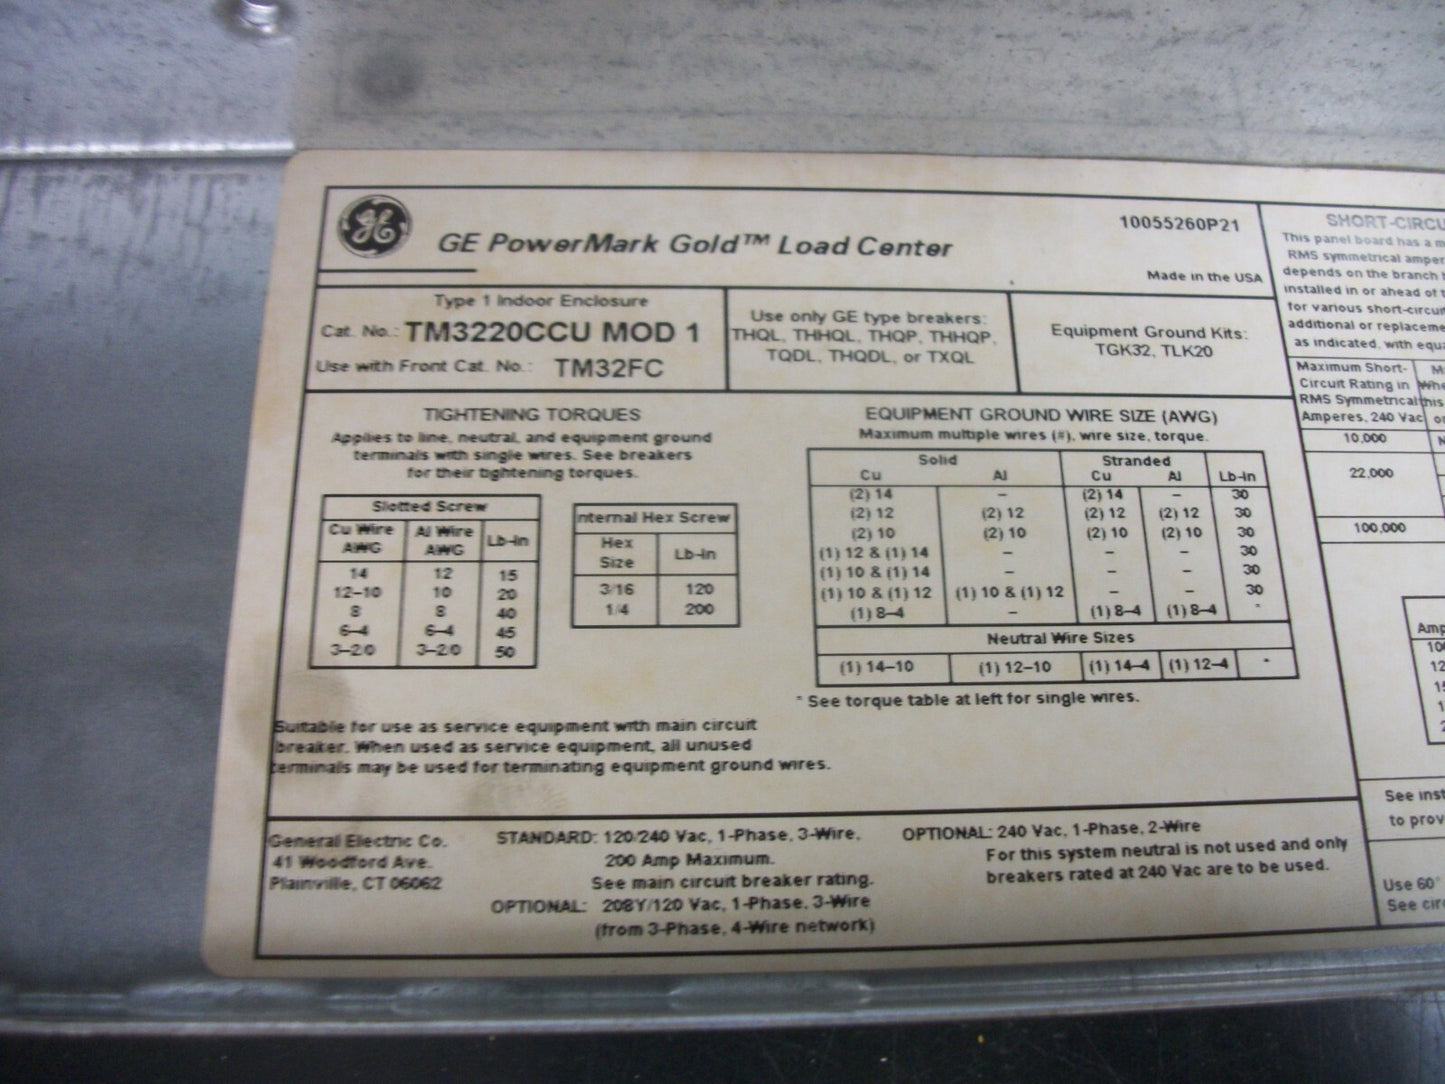 GE
GE PowerMark Gold™ Load Center
10055260P21
Made in the USA
Type 1 Indoor Enclosure
Cat. No.: TM3220CCU MOD 1
Use with Front Cat. No.: TM32FC
Use only GE type breakers:
THQL, THHQL, THQP, THHQP,
TQDL, THQDL, or TXQL
Equipment Ground Kits:
TGK32, TLK20
TIGHTENING TORQUES
Applies to line, neutral, and equipment ground
terminals with single wires. See breakers
for their tightening torques.
Slotted Screw
Cu Wire AWG Al Wire AWG Lb-in
14 12 15
12-10 10 20
8 8 40
6-4 6-4 45
3-2/0 3-2/0 50
nternal Hex Screw
Hex Size Lb-in
3/16 120
1/4 200
EQUIPMENT GROUND WIRE SIZE (AWG)
Maximum multiple wires (#), wire size, torque.
Solid Stranded
Cu Al Cu Al Lb-in
(2) 14 – (2) 14 – 30
(2) 12 (2) 12 (2) 12 (2) 12 30
(2) 10 (2) 10 (2) 10 (2) 10 30
(1) 12 & (1) 14 – – – 30
(1) 10 & (1) 14 – – – 30
(1) 10 & (1) 12 (1) 10 & (1) 12 – – 30
(1) 8-4 – (1) 8-4 (1) 8-4 *
Neutral Wire Sizes
(1) 14-10 (1) 12-10 (1) 14-4 (1) 12-4 *
* See torque table at left for single wires.
Suitable for use as service equipment with main circuit
breaker. When used as service equipment, all unused
terminals may be used for terminating equipment ground wires.
General Electric Co.
41 Woodford Ave.
Plainville, CT 06062
STANDARD: 120/240 Vac, 1-Phase, 3-Wire,
200 Amp Maximum.
See main circuit breaker rating.
OPTIONAL: 208Y/120 Vac, 1-Phase, 3-Wire
(from 3-Phase, 4-Wire network)
OPTIONAL: 240 Vac, 1-Phase, 2-Wire
For this system neutral is not used and only
breakers rated at 240 Vac are to be used.
SHORT-CIRCU
This panel board has a m
RMS symmetrical amper
depends on the branch
installed in or ahead of
for various short-circui
additional or replaceme
as indicated, with equa
Maximum Short-
Circuit Rating in
RMS Symmetrical
Amperes, 240 Vac
10,000
22,000
100,000
Amp
See inst
to prov
Use 60°
See circ